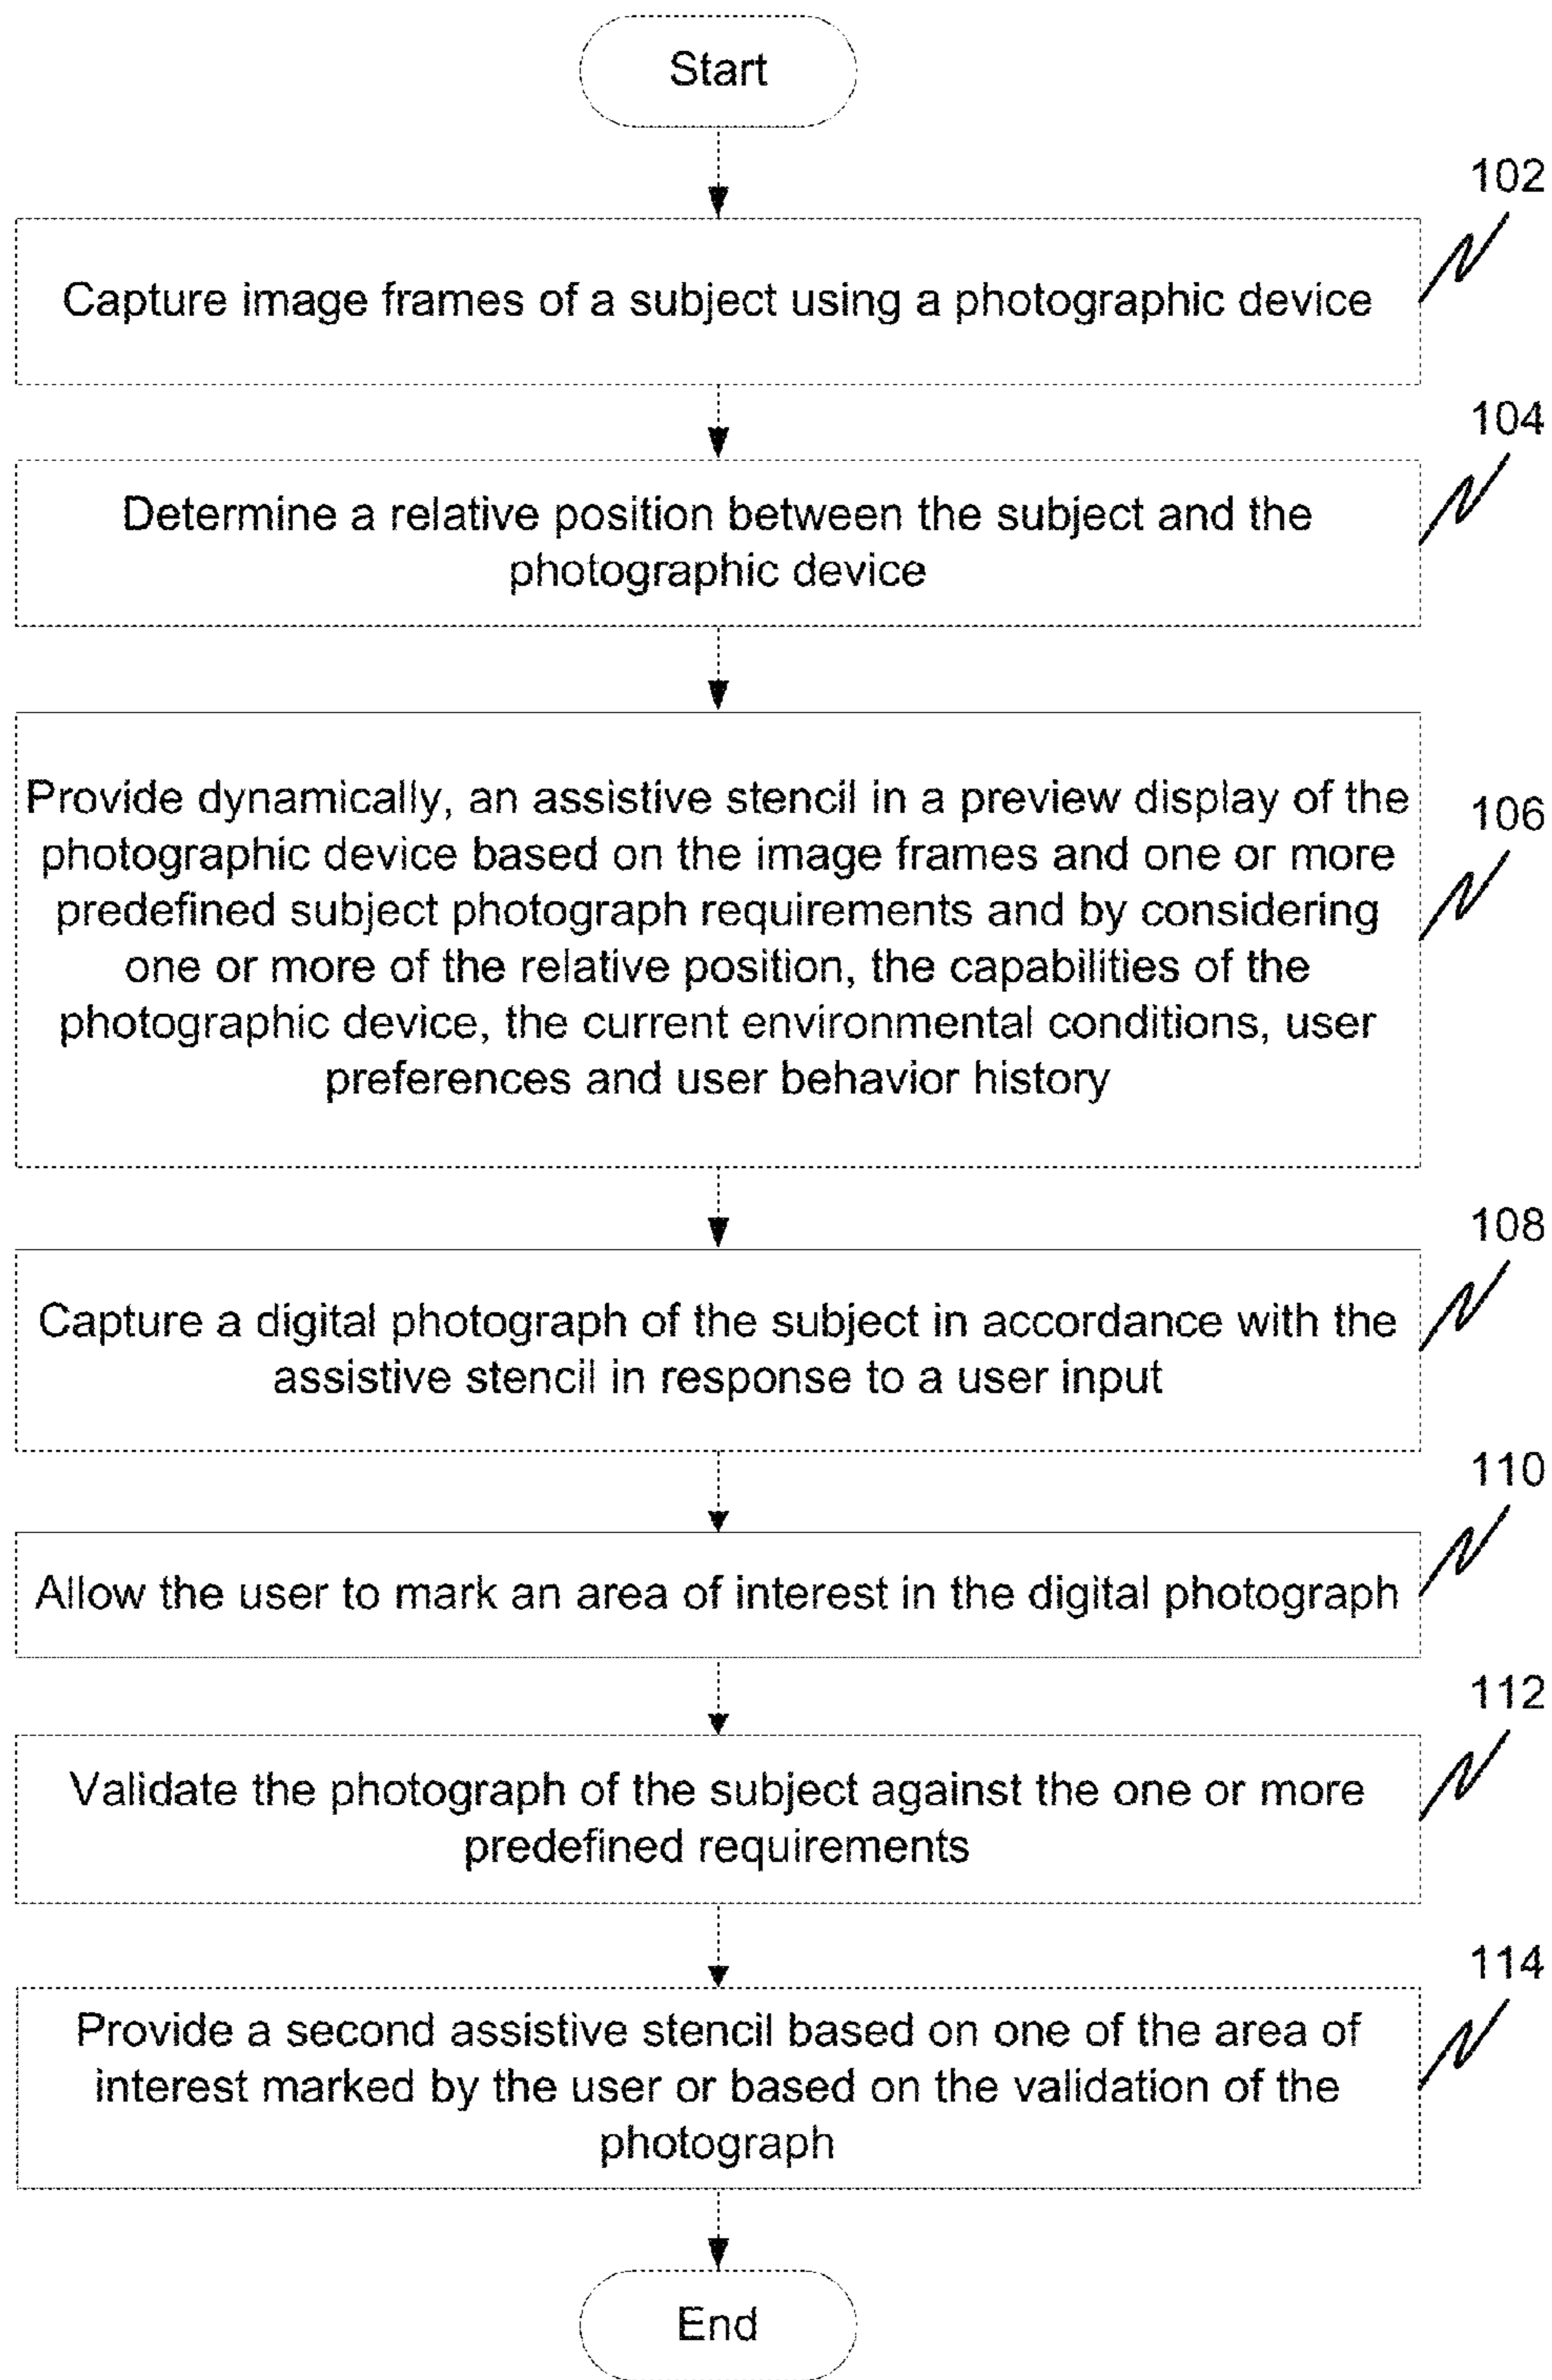 Start
102
Capture image frames of a subject using a photographic device
104
Determine a relative position between the subject and the
photographic device
106
Provide dynamically, an assistive stencil in a preview display of the
photographic device based on the image frames and one or more
predefined subject photograph requirements and by considering
one or more of the relative position, the capabilities of the
photographic device, the current environmental conditions, user
preferences and user behavior history
108
Capture a digital photograph of the subject in accordance with the
assistive stencil in response to a user input
110
Allow the user to mark an area of interest in the digital photograph
112
Validate the photograph of the subject against the one or more
predefined requirements
114
Provide a second assistive stencil based on one of the area of
interest marked by the user or based on the validation of the
photograph
End